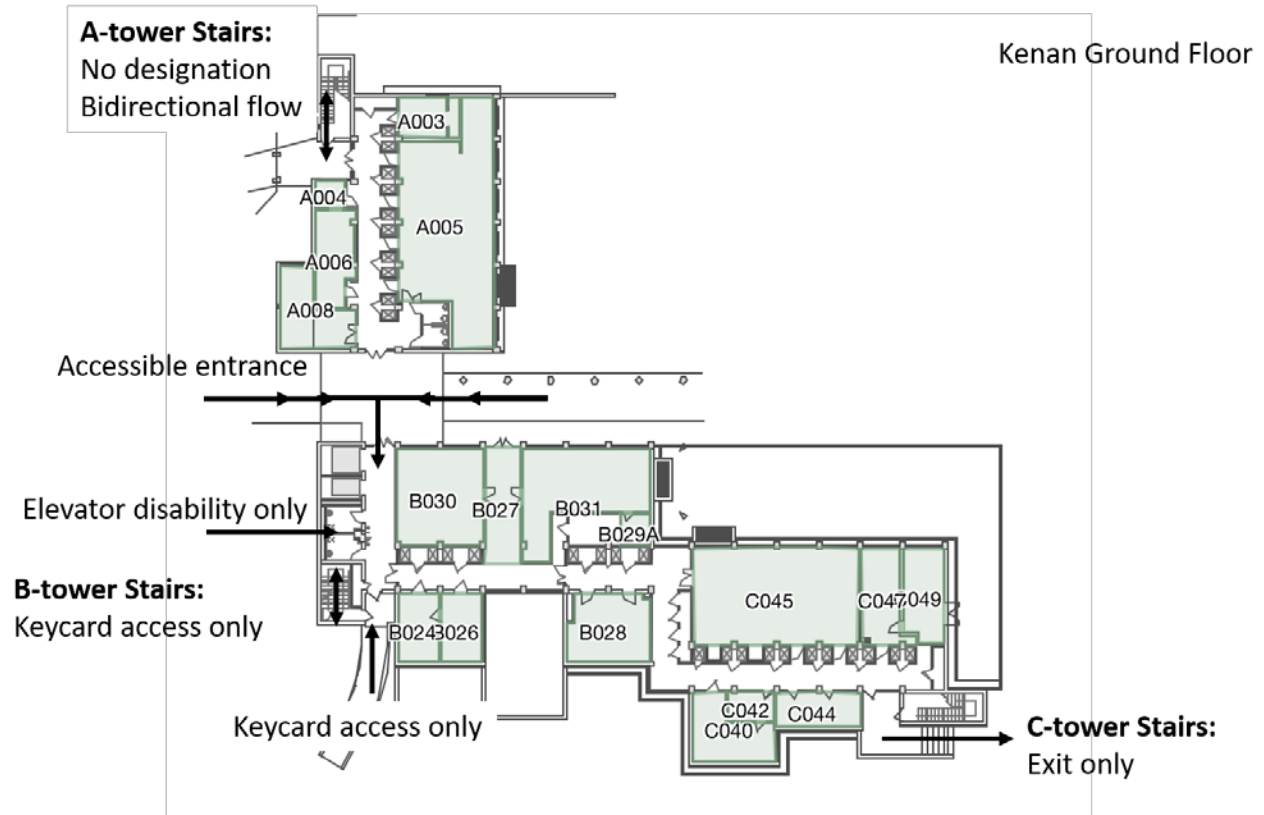 A-tower Stairs:
No designation
Bidirectional flow
Kenan Ground Floor
A003
A004
A005
A006
A008
Accessible entrance
B030
B027
B031
B029A
Elevator disability only
B-tower Stairs:
Keycard access only
B024
B026
B028
C045
C047
C049
Keycard access only
C042
C044
C040
C-tower Stairs:
Exit only